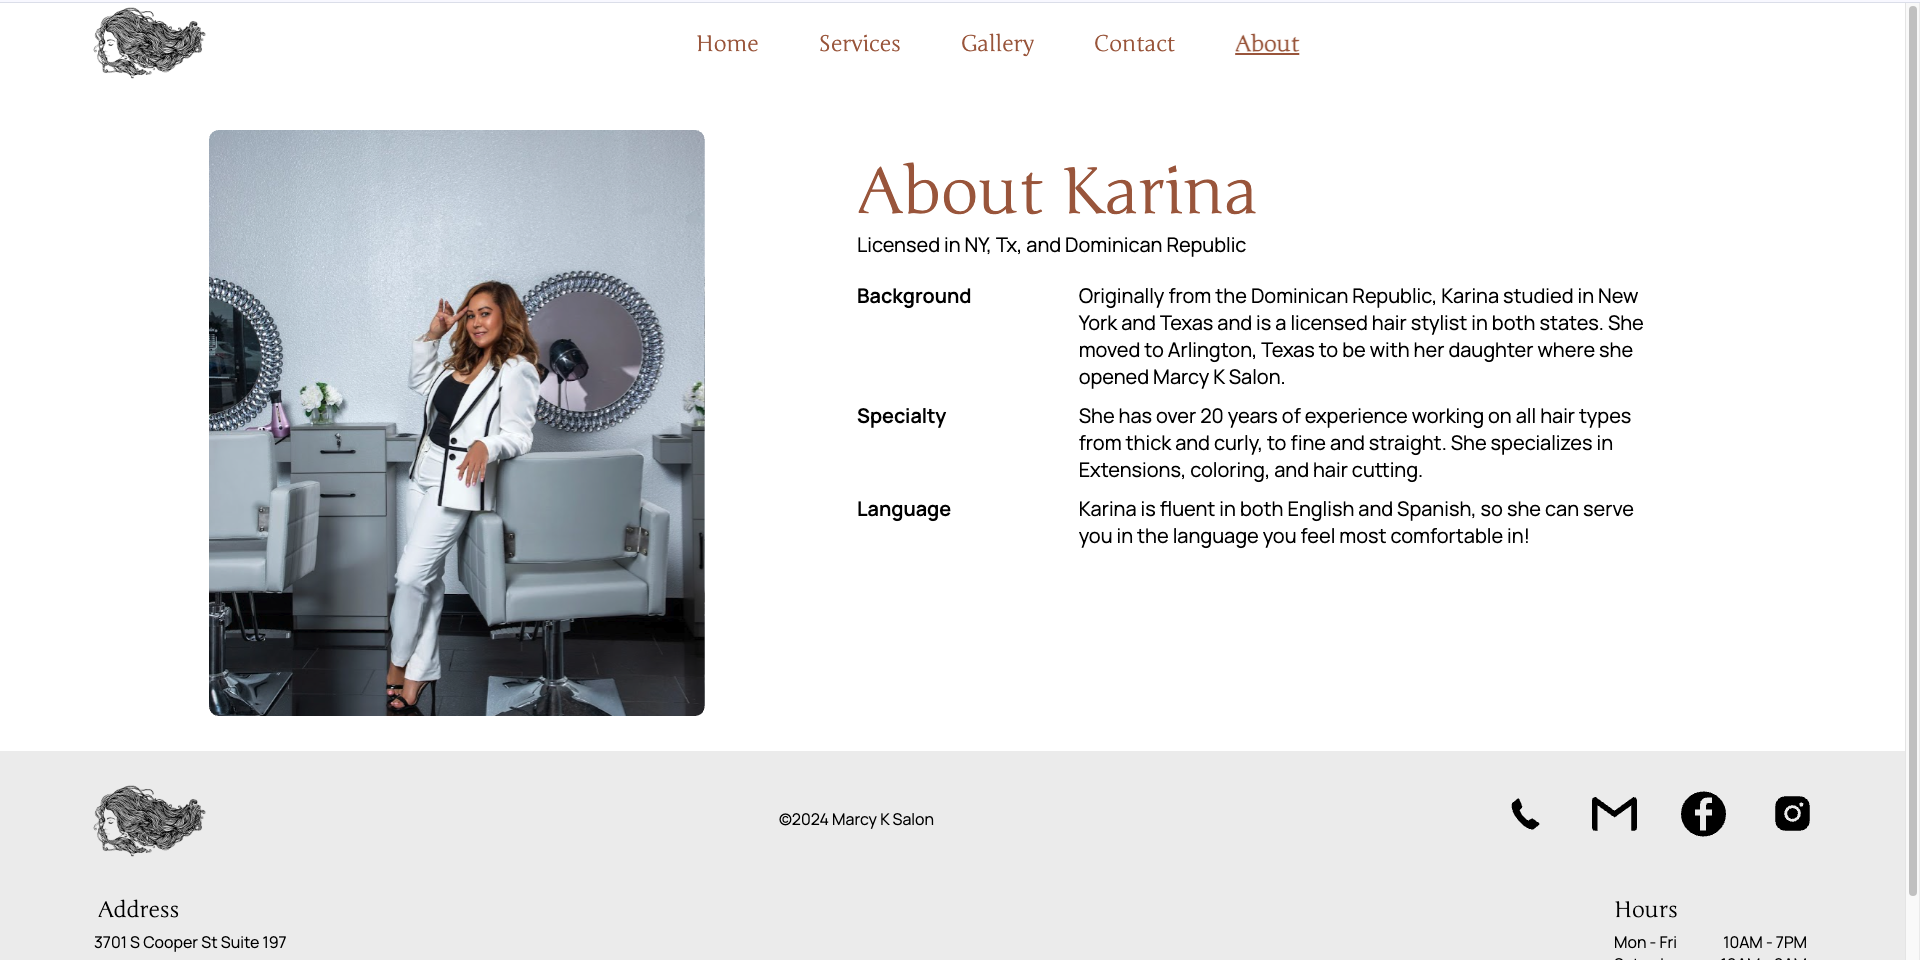 Home Services Gallery Contact About
About Karina
Licensed in NY, Tx, and Dominican Republic
Background
Originally from the Dominican Republic, Karina studied in New
York and Texas and is a licensed hair stylist in both states. She
moved to Arlington, Texas to be with her daughter where she
opened Marcy K Salon.
Specialty
She has over 20 years of experience working on all hair types
from thick and curly, to fine and straight. She specializes in
Extensions, coloring, and hair cutting.
Language
Karina is fluent in both English and Spanish, so she can serve
you in the language you feel most comfortable in!
©2024 Marcy K Salon
Address
3701 S Cooper St Suite 197
Hours
Mon - Fri 10AM - 7PM